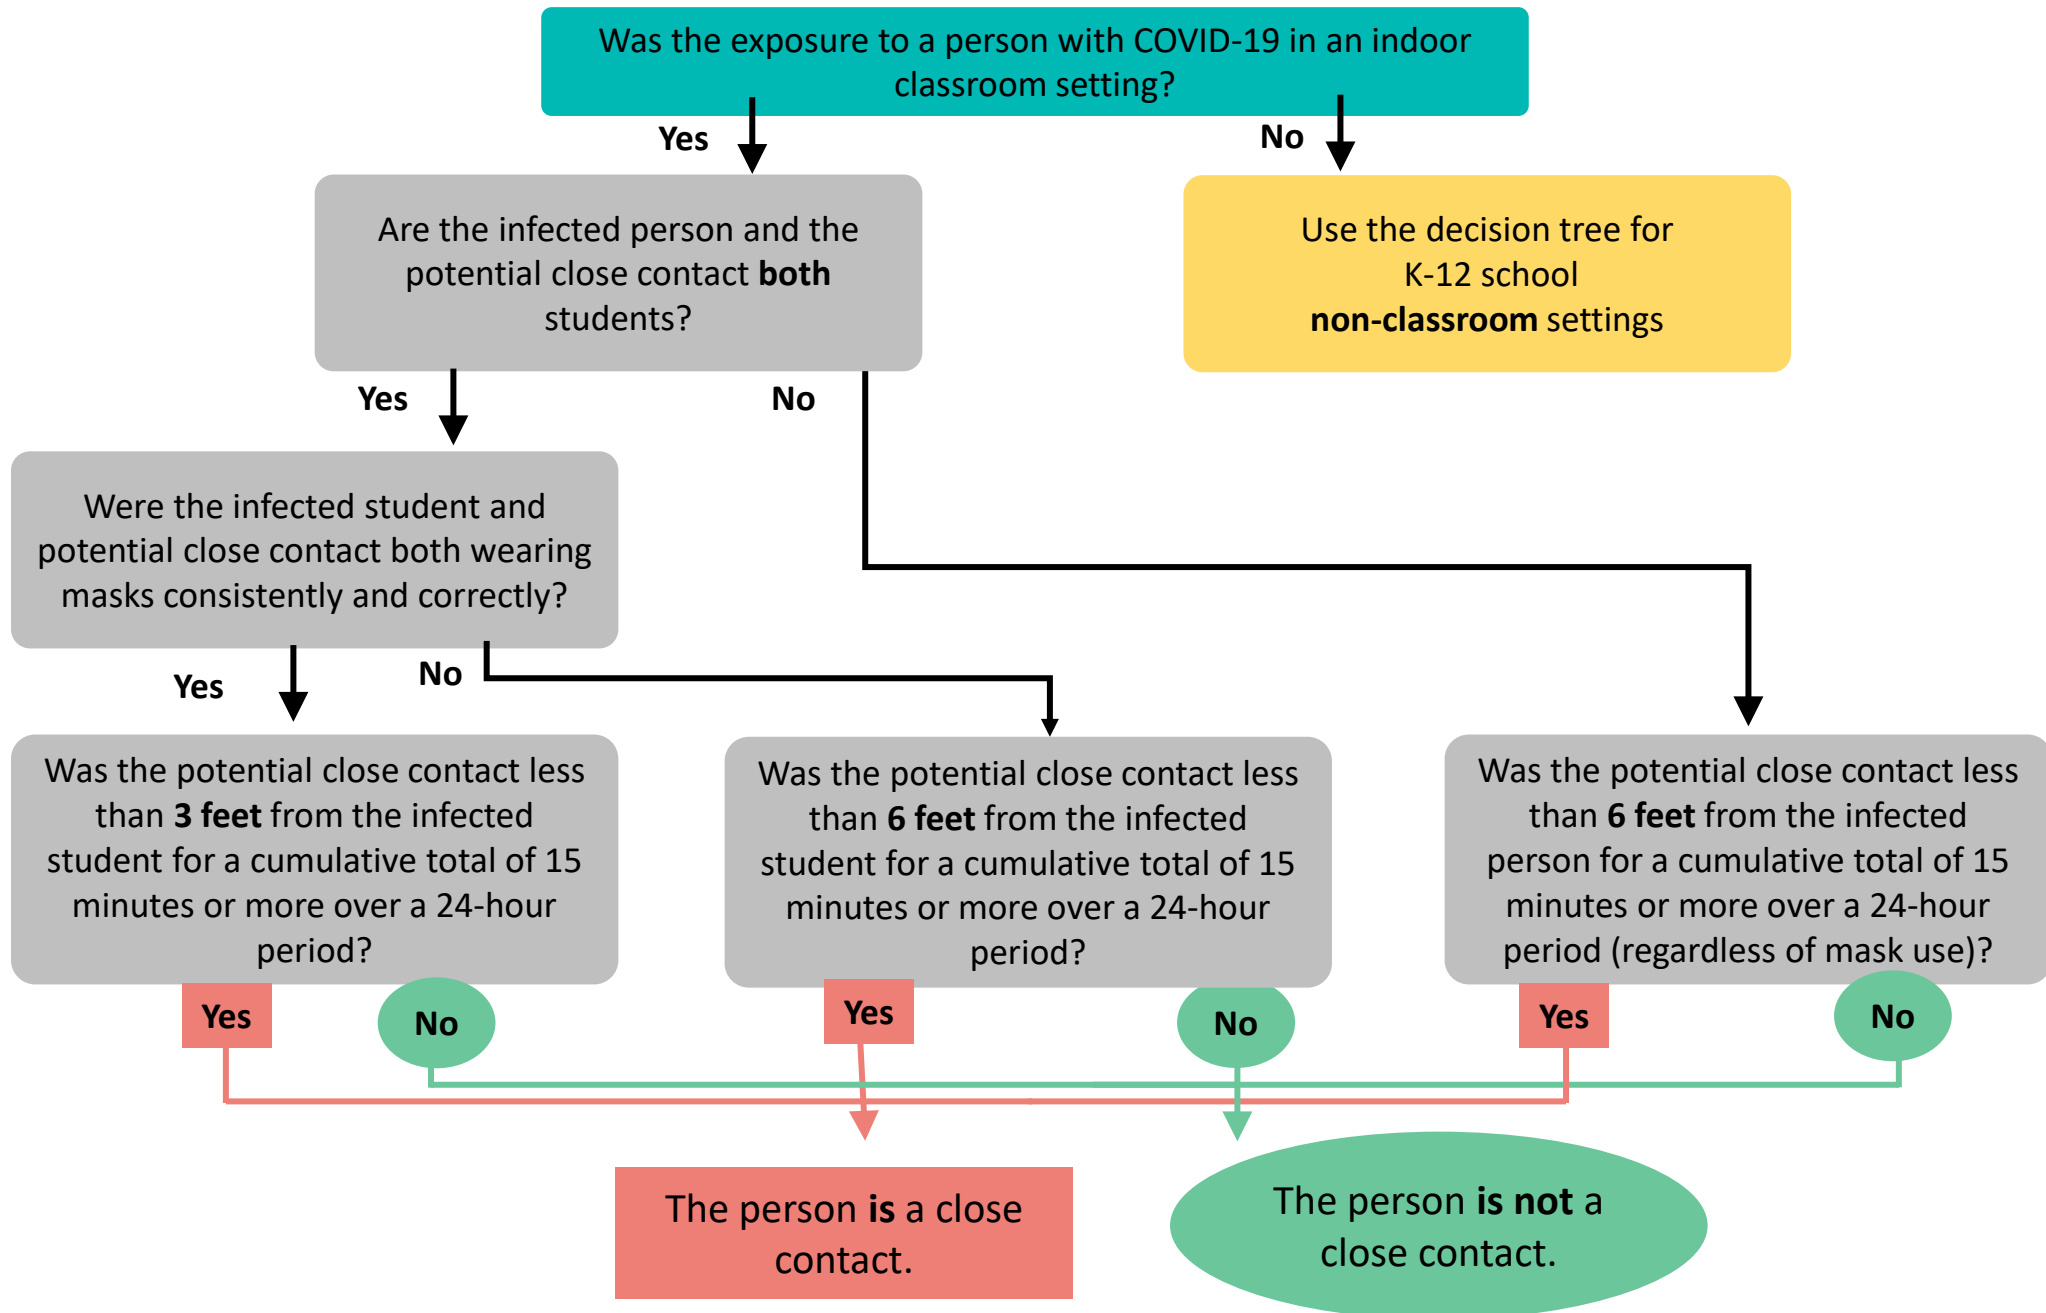 Was the exposure to a person with COVID-19 in an indoor
classroom setting?
Yes
No
Are the infected person and the
potential close contact both
students?
Use the decision tree for
K-12 school
non-classroom settings
Yes
No
Were the infected student and
potential close contact both wearing
masks consistently and correctly?
Yes
No
Was the potential close contact less
than 3 feet from the infected
student for a cumulative total of 15
minutes or more over a 24-hour
period?
Was the potential close contact less
than 6 feet from the infected
student for a cumulative total of 15
minutes or more over a 24-hour
period?
Was the potential close contact less
than 6 feet from the infected
person for a cumulative total of 15
minutes or more over a 24-hour
period (regardless of mask use)?
Yes
No
Yes
No
Yes
No
The person is a close
contact.
The person is not a
close contact.